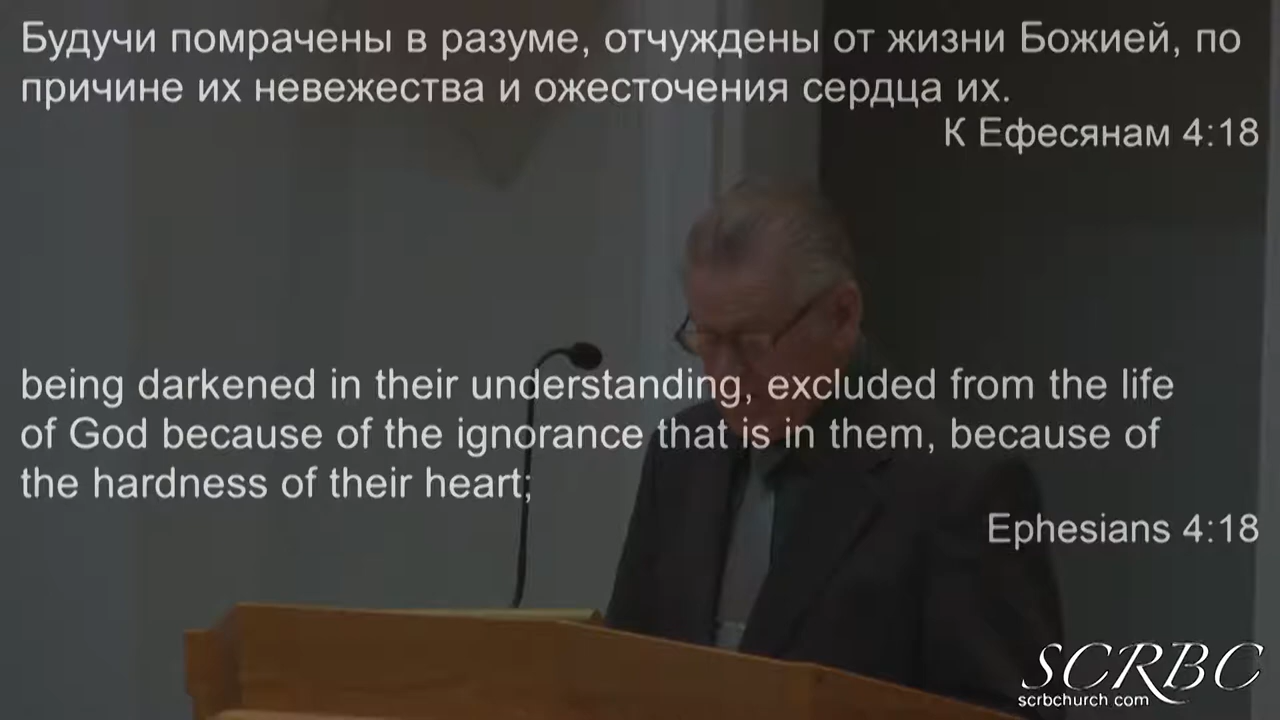 Будучи помрачены в разуме, отчуждены от жизни Божией, по
причине их невежества и ожесточения сердца их.
К Ефесянам 4:18
being darkened in their understanding, excluded from the life
of God because of the ignorance that is in them, because of
the hardness of their heart;
Ephesians 4:18
SCRBC
scrbchurch com